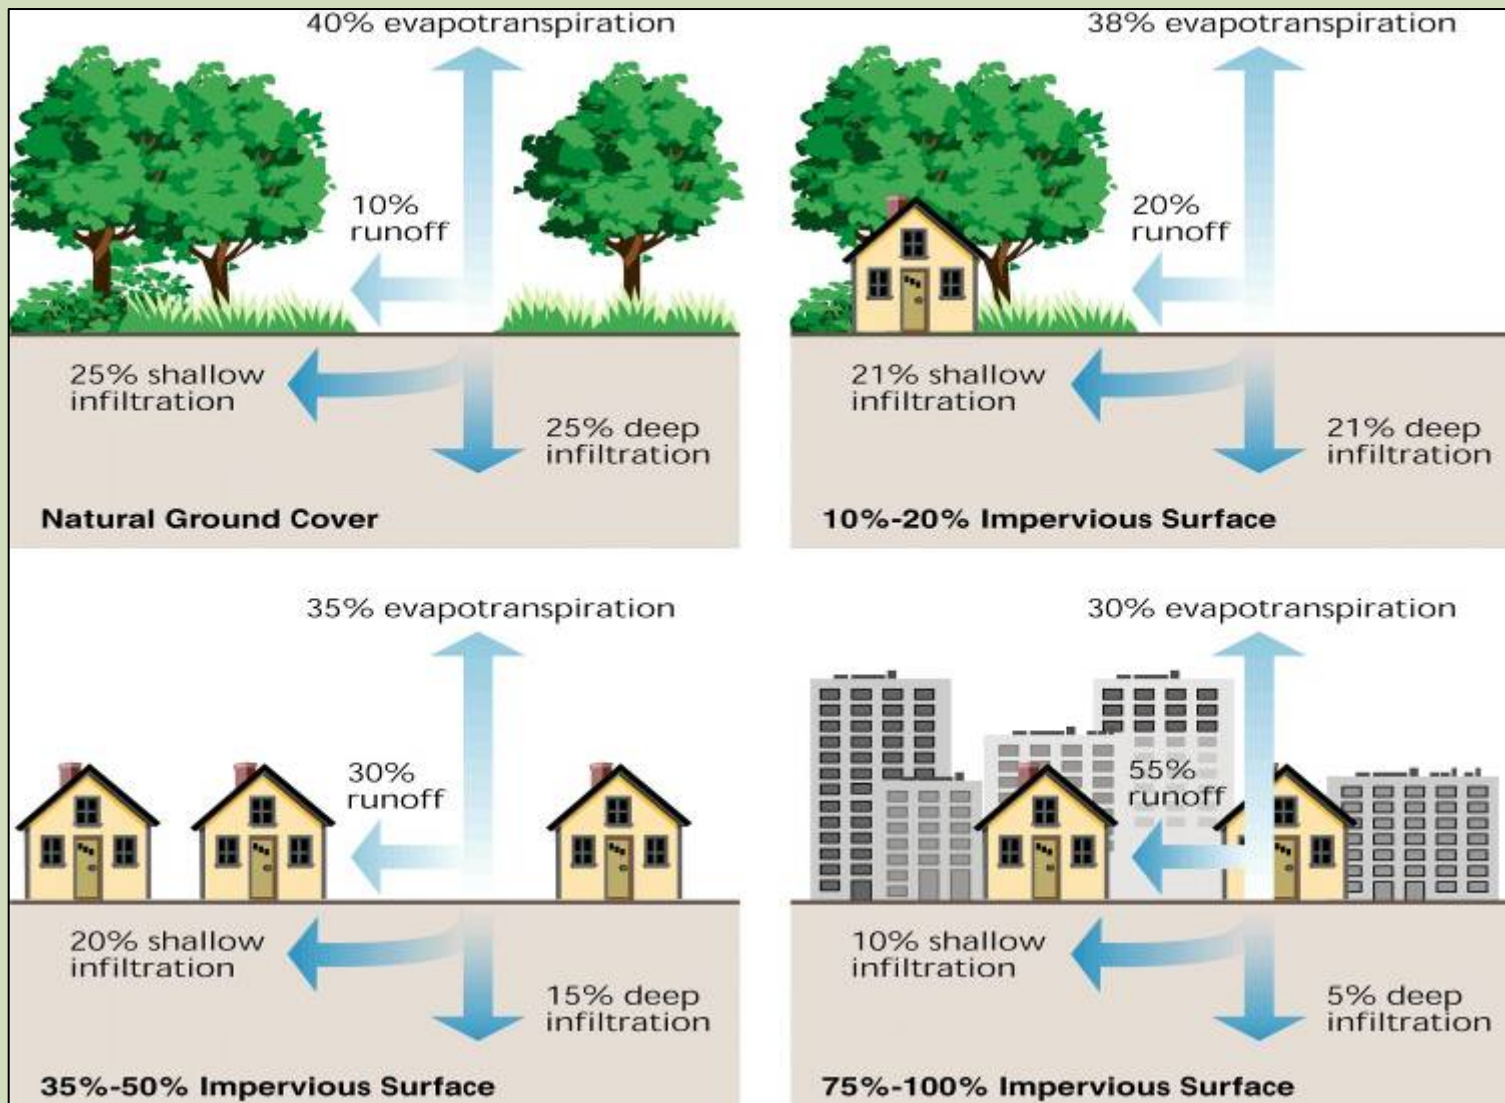 40% evapotranspiration
10%
runoff
25% shallow
infiltration
25% deep
infiltration
Natural Ground Cover
38% evapotranspiration
20%
runoff
21% shallow
infiltration
21% deep
infiltration
10%-20% Impervious Surface
35% evapotranspiration
30%
runoff
20% shallow
infiltration
15% deep
infiltration
35%-50% Impervious Surface
30% evapotranspiration
55%
runoff
10% shallow
infiltration
5% deep
infiltration
75%-100% Impervious Surface